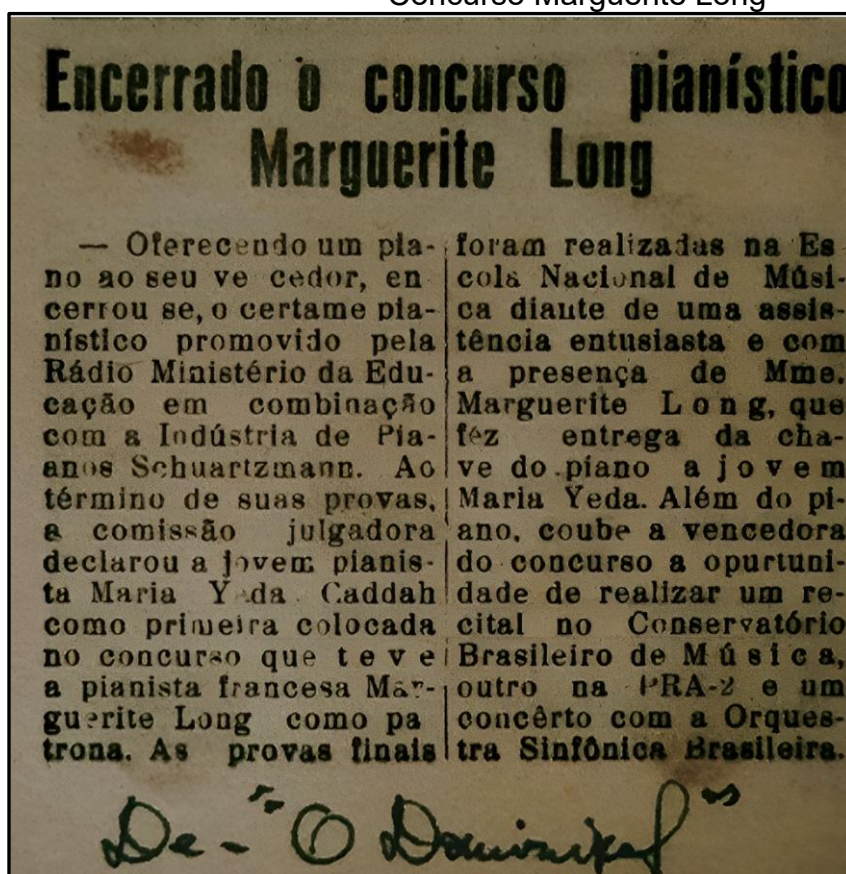 Concurso Marguerite Long
Encerrado o concurso pianístico
Marguerite Long
— Oferecendo um pia-
no ao seu ve cedor, en
cerrou se, o certame pia-
nístico promovido pela
Rádio Ministério da Edu-
cação em combinação
com a Indústria de Pia-
anos Schuartzmann. Ao
término de suas provas,
a comissão julgadora
declarou a jovem pianis-
ta Maria Y da Caddah
como primeira colocada
no concurso que teve
a pianista francesa Mar-
guerite Long como pa
trona. As provas finais
foram realizadas na Es
cola Nacional de Músi-
ca diante de uma assis-
tência entusiasta e com
a presença de Mme.
Marguerite Long, que
fêz entrega da cha-
ve do piano a jovem
Maria Yeda. Além do pi-
ano, coube a vencedora
do concurso a opurtuni-
dade de realizar um re-
cital no Conservatório
Brasileiro de Música,
outro na PRA-2 e um
concêrto com a Orques-
tra Sinfônica Brasileira.
De - "O Dominical"